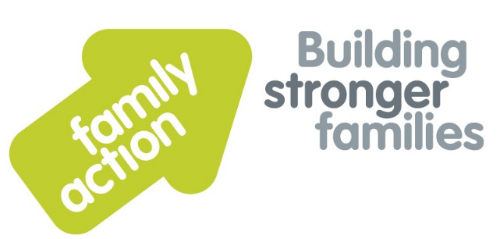 family
action
Building
stronger
families